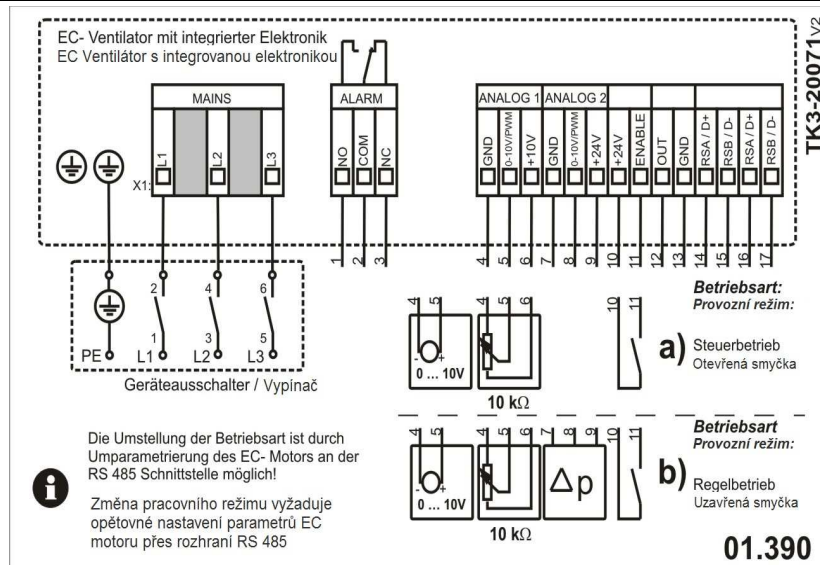 EC- Ventilator mit integrierter Elektronik
EC Ventilátor s integrovanou elektronikou
TK3-20071 V2
MAINS
ALARM
ANALOG 1
ANALOG 2
X1:
L1
L2
L3
NO
COM
NC
GND
0-10V/PWM
+10V
GND
0-10V/PWM
+24V
+24V
ENABLE
OUT
GND
RSA / D+
RSB / D-
RSA / D+
RSB / D-
1
2
3
4
5
6
7
8
9
10
11
12
13
14
15
16
17
2
4
6
1
3
5
PE
L1
L2
L3
Geräteausschalter / Vypínač
4
5
4
5
6
10
11
- +
0 ... 10V
10 kΩ
Betriebsart:
Provozní režim:
a)
Steuerbetrieb
Otevřená smyčka
4
5
4
5
6
7
8
9
10
11
- +
0 ... 10V
10 kΩ
Δp
Betriebsart
Provozní režim:
b)
Regelbetrieb
Uzavřená smyčka
i
Die Umstellung der Betriebsart ist durch
Umparametrierung des EC- Motors an der
RS 485 Schnittstelle möglich!
Změna pracovního režimu vyžaduje
opětovné nastavení parametrů EC
motoru přes rozhraní RS 485
01.390